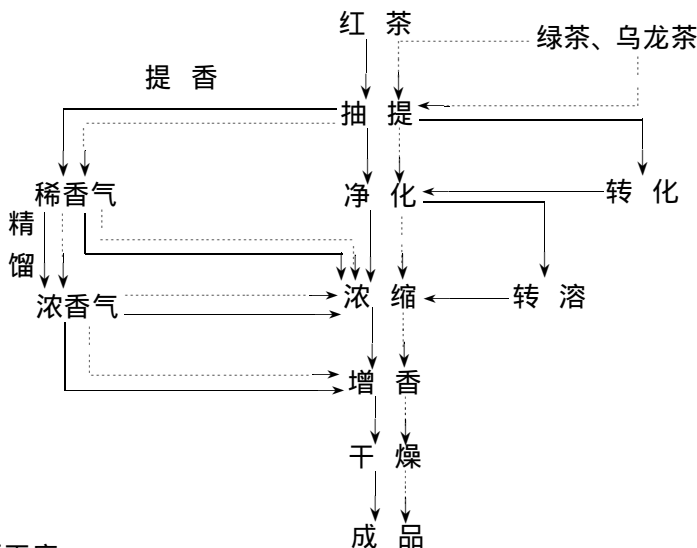 红 茶
绿茶、乌龙茶
提 香
抽 提
稀香气
净 化
转 化
精
馏
浓香气
浓 缩
转 溶
增 香
干 燥
成 品